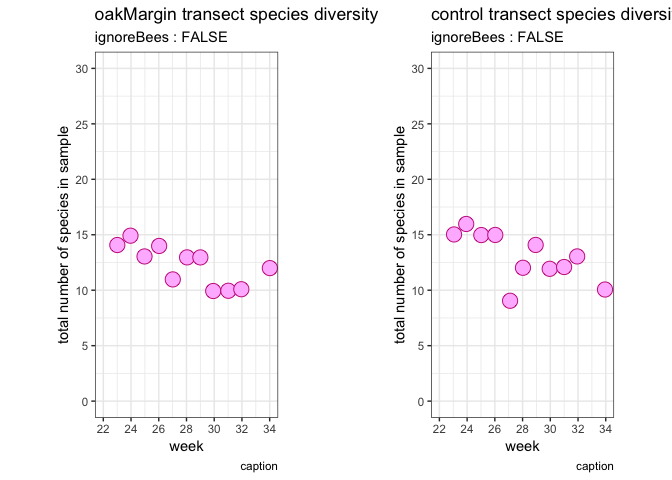 oakMargin transect species diversity
ignoreBees : FALSE
total number of species in sample
30
25
20
15
10
5
0
22 24 26 28 30 32 34
week
caption
control transect species diversi
ignoreBees : FALSE
total number of species in sample
30
25
20
15
10
5
0
22 24 26 28 30 32 34
week
caption